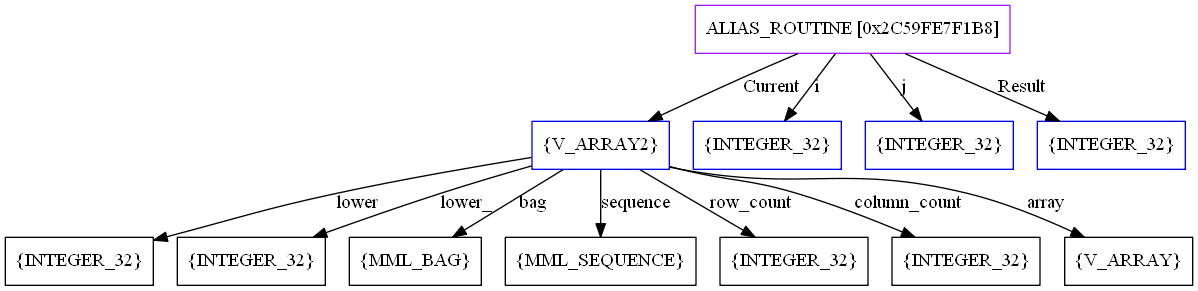 ALIAS_ROUTINE [0x2C59FE7F1B8]
Current
i
j
Result
{V_ARRAY2}
{INTEGER_32}
{INTEGER_32}
{INTEGER_32}
lower
lower_
bag
sequence
row_count
column_count
array
{INTEGER_32}
{INTEGER_32}
{MML_BAG}
{MML_SEQUENCE}
{INTEGER_32}
{INTEGER_32}
{V_ARRAY}